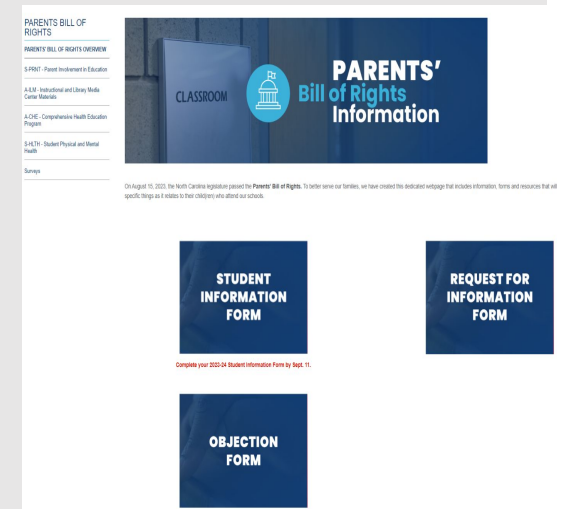 PARENTS BILL OF
RIGHTS
PARENTS' BILL OF RIGHTS OVERVIEW
S-PRNT - Parent Involvement in Education
A-ILM - Instructional and Library Media
Center Materials
A-CHE - Comprehensive Health Education
Program
S-HLTH - Student Physical and Mental
Health
Surveys
CLASSROOM
PARENTS'
Bill of Rights
Information
On August 15, 2023, the North Carolina legislature passed the Parents' Bill of Rights. To better serve our families, we have created this dedicated webpage that includes information, forms and resources that will
specific things as it relates to their child(ren) who attend our schools.
STUDENT
INFORMATION
FORM
REQUEST FOR
INFORMATION
FORM
Complete your 2023-24 Student Information Form by Sept. 11.
OBJECTION
FORM